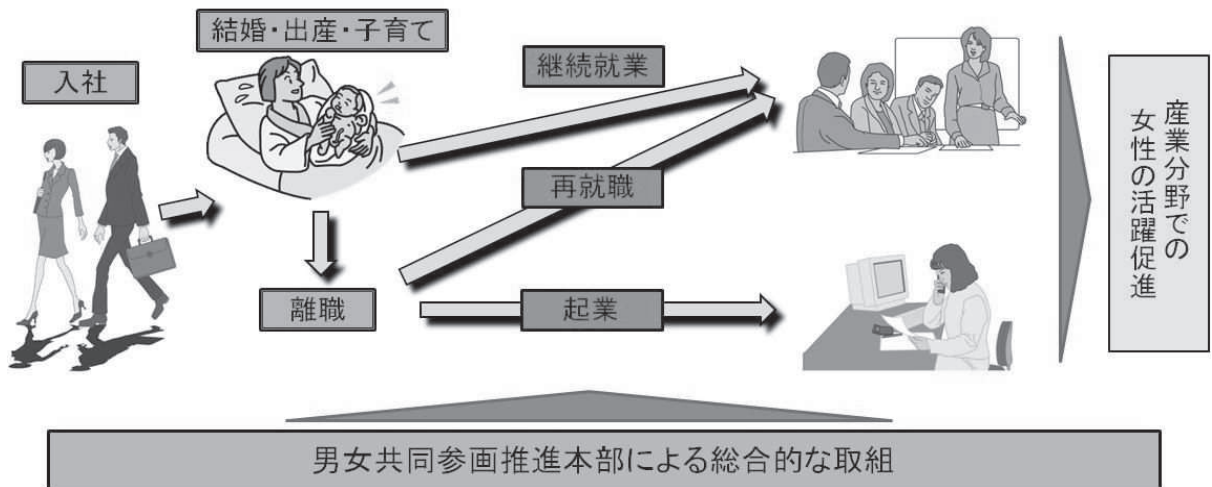 結婚・出産・子育て
入社
継続就業
再就職
離職
起業
産業分野での
女性の活躍促進
男女共同参画推進本部による総合的な取組